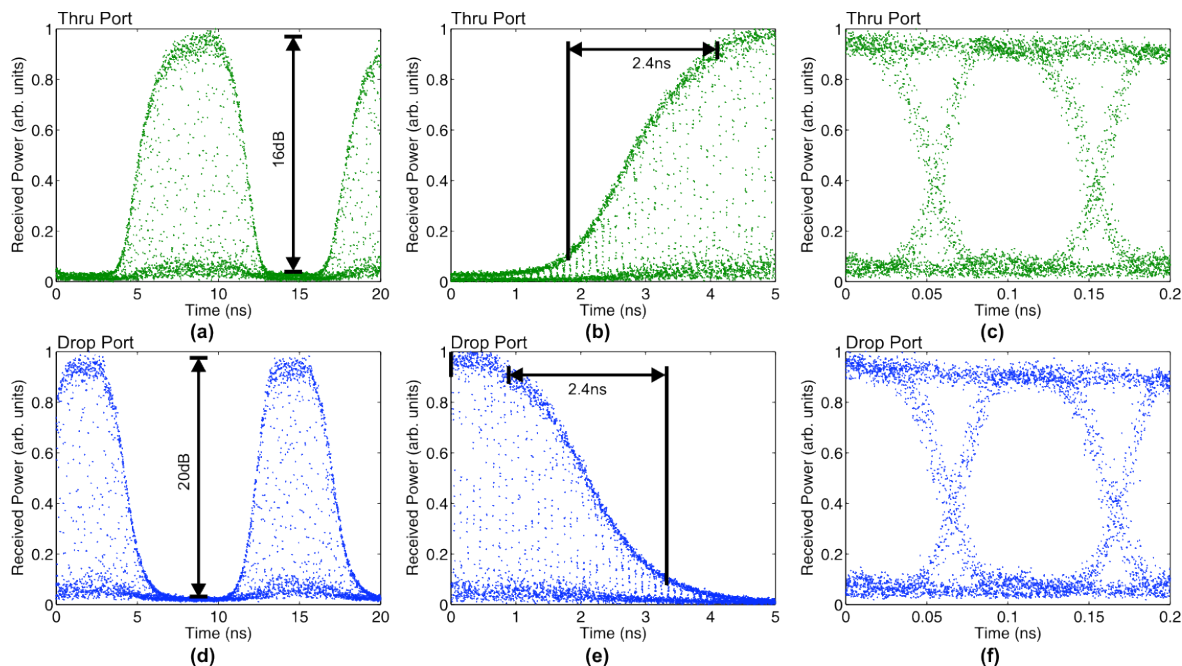 Thru Port
Received Power (arb. units)
1
0.8
0.6
0.4
0.2
0
16dB
0 5 10 15 20
Time (ns)
(a)
Thru Port
Received Power (arb. units)
1
0.8
0.6
0.4
0.2
0
2.4ns
0 1 2 3 4 5
Time (ns)
(b)
Thru Port
Received Power (arb. units)
1
0.8
0.6
0.4
0.2
0
0 0.05 0.1 0.15 0.2
Time (ns)
(c)
Drop Port
Received Power (arb. units)
1
0.8
0.6
0.4
0.2
0
20dB
0 5 10 15 20
Time (ns)
(d)
Drop Port
Received Power (arb. units)
1
0.8
0.6
0.4
0.2
0
2.4ns
0 1 2 3 4 5
Time (ns)
(e)
Drop Port
Received Power (arb. units)
1
0.8
0.6
0.4
0.2
0
0 0.05 0.1 0.15 0.2
Time (ns)
(f)